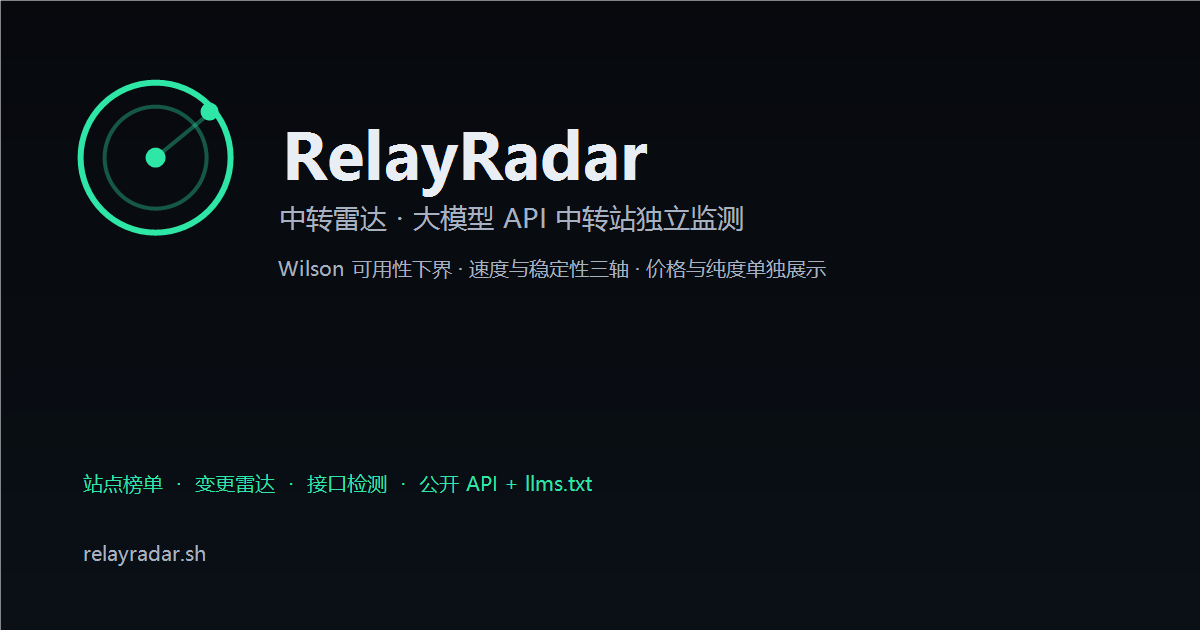 RelayRadar
中转雷达 · 大模型 API 中转站独立监测
Wilson 可用性下界 · 速度与稳定性三轴 · 价格与纯度单独展示
站点榜单 · 变更雷达 · 接口检测 · 公开 API + llms.txt
relayradar.sh